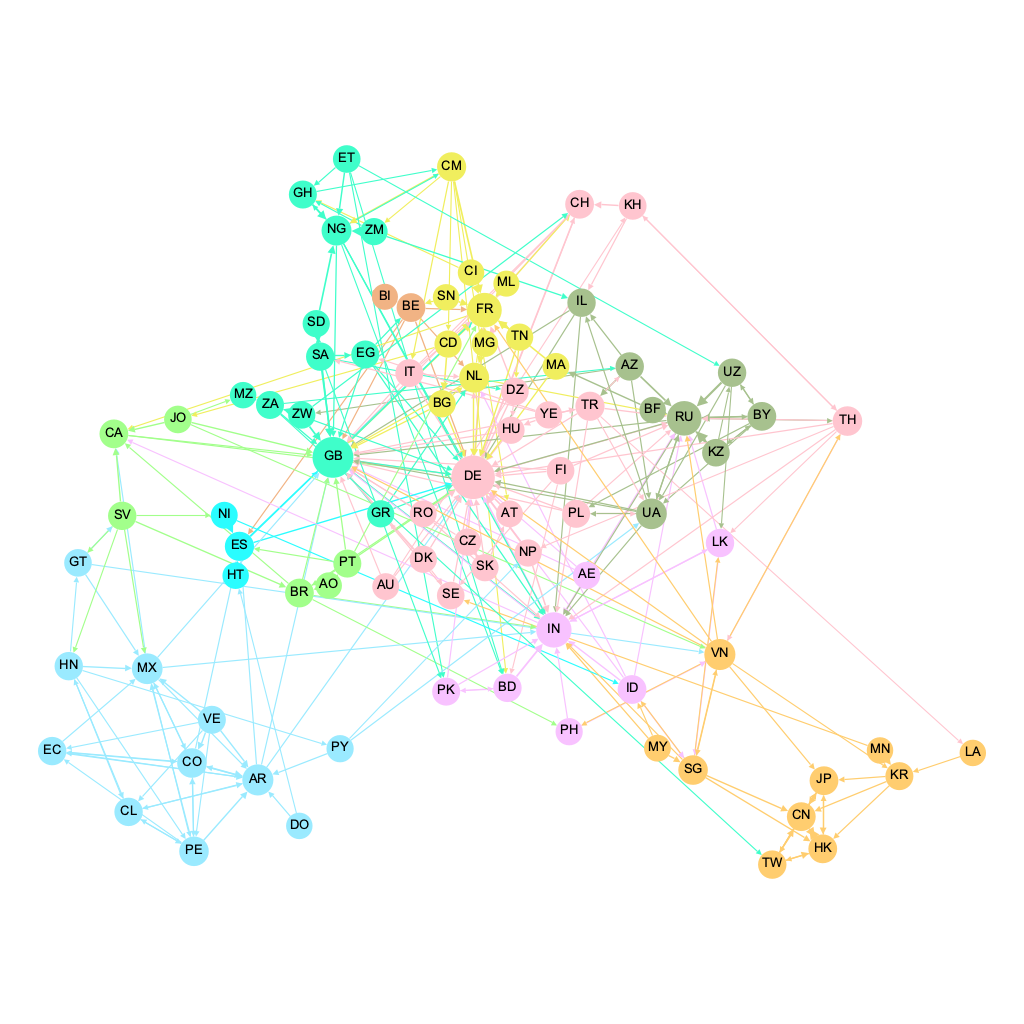 ET
CM
GH
CH
KH
NG
ZM
CI
ML
BI
BE
SN
FR
IL
SD
TN
CD
MG
SA
EG
IT
NL
MA
AZ
UZ
DZ
MZ
ZA
ZW
BG
YE
TR
BF
RU
BY
JO
TH
CA
HU
GB
KZ
DE
FI
SV
NI
GR
RO
AT
PL
UA
ES
CZ
LK
GT
PT
DK
NP
SK
HT
AO
AU
AE
BR
SE
IN
HN
MX
VN
PK
BD
ID
VE
PH
EC
PY
MY
MN
LA
CO
SG
AR
JP
KR
CL
CN
DO
PE
HK
TW